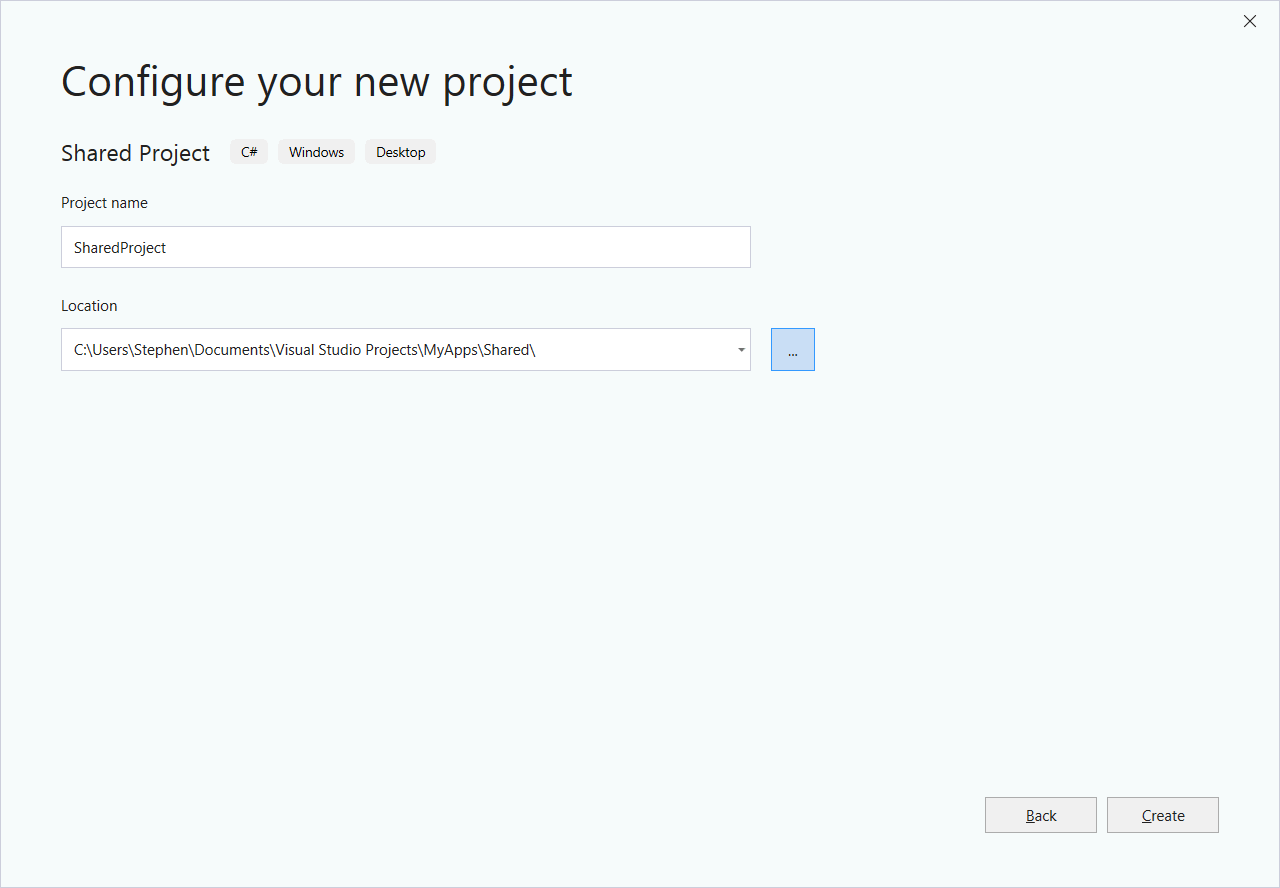 Configure your new project
Shared Project C# Windows Desktop
Project name
SharedProject
Location
C:\Users\Stephen\Documents\Visual Studio Projects\MyApps\Shared\ ...
Back Create